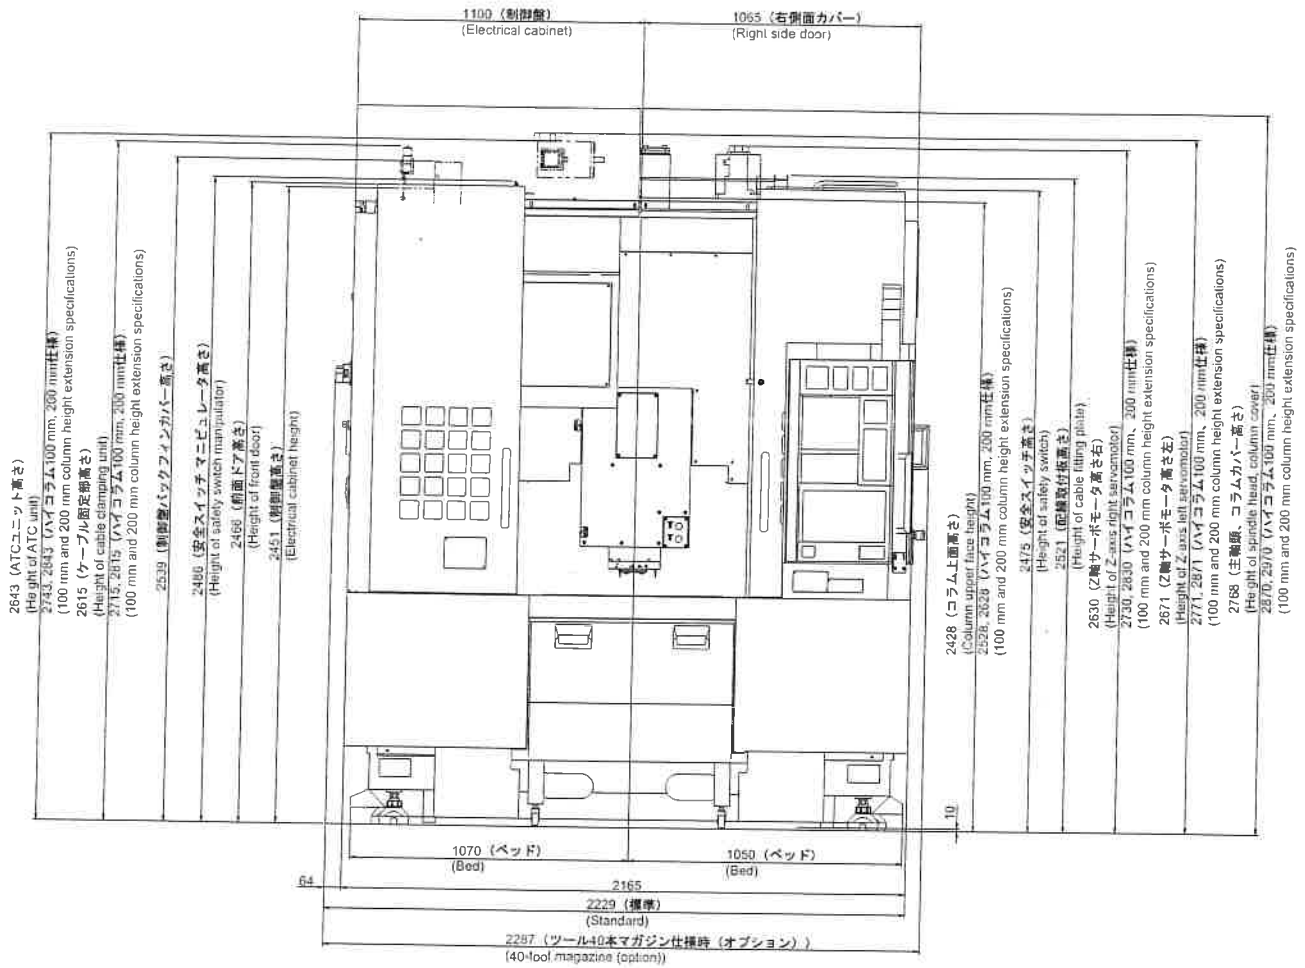 1100 (制御盤)
(Electrical cabinet)
1065 (右側面カバー)
(Right side door)
2643 (ATCユニット高さ)
(Height of ATC unit)
2743, 2843 (ハイコラム100 mm, 200 mm仕様)
(100 mm and 200 mm column height extension specifications)
2615 (ケーブル固定部高さ)
(Height of cable clamping unit)
2715, 2815 (ハイコラム100 mm, 200 mm仕様)
(100 mm and 200 mm column height extension specifications)
2539 (制御盤バックフィンカバー高さ)
2486 (安全スイッチ マニピュレータ高さ)
(Height of safety switch manipulator)
2466 (前面ドア高さ)
(Height of front door)
2451 (制御盤高さ)
(Electrical cabinet height)
2428 (コラム上面高さ)
(Column upper face height)
2528, 2628 (ハイコラム100 mm, 200 mm仕様)
(100 mm and 200 mm column height extension specifications)
2475 (安全スイッチ高さ)
(Height of safety switch)
2521 (配線取付板高さ)
(Height of cable fitting plate)
2630 (Z軸サーボモータ高さ右)
(Height of Z-axis right servomotor)
2730, 2830 (ハイコラム100 mm、200 mm仕様)
(100 mm and 200 mm column height extension specifications)
2671 (Z軸サーボモータ高さ左)
(Height of Z-axis left servomotor)
2771, 2871 (ハイコラム100 mm、200 mm仕様)
(100 mm and 200 mm column height extension specifications)
2768 (主軸頭、コラムカバー高さ)
(Height of spindle head, column cover)
2870, 2970 (ハイコラム100 mm、200 mm仕様)
(100 mm and 200 mm column height extension specifications)
10
1070 (ベッド)
(Bed)
1050 (ベッド)
(Bed)
64
2165
2229 (標準)
(Standard)
2287 (ツール40本マガジン仕様時 (オプション))
(40-tool magazine (option))